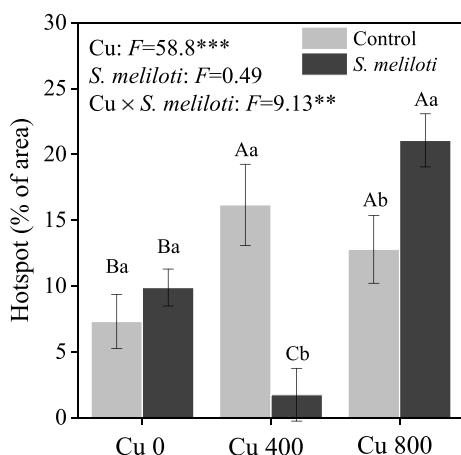 30
25
20
15
10
5
0
Hotspot (% of area)
Cu: F=58.8***
S. meliloti: F=0.49
Cu × S. meliloti: F=9.13**
Control
S. meliloti
Ba
Ba
Aa
Cb
Ab
Aa
Cu 0
Cu 400
Cu 800